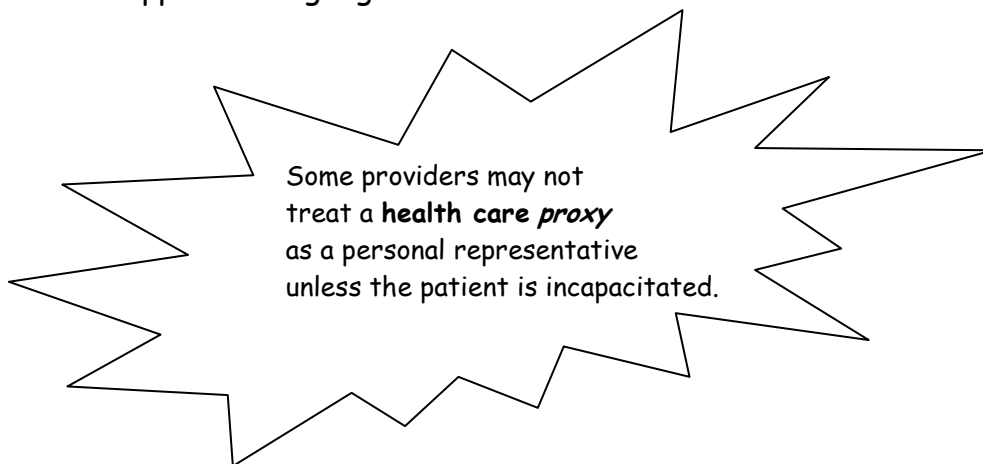 Some providers may not
treat a health care proxy
as a personal representative
unless the patient is incapacitated.